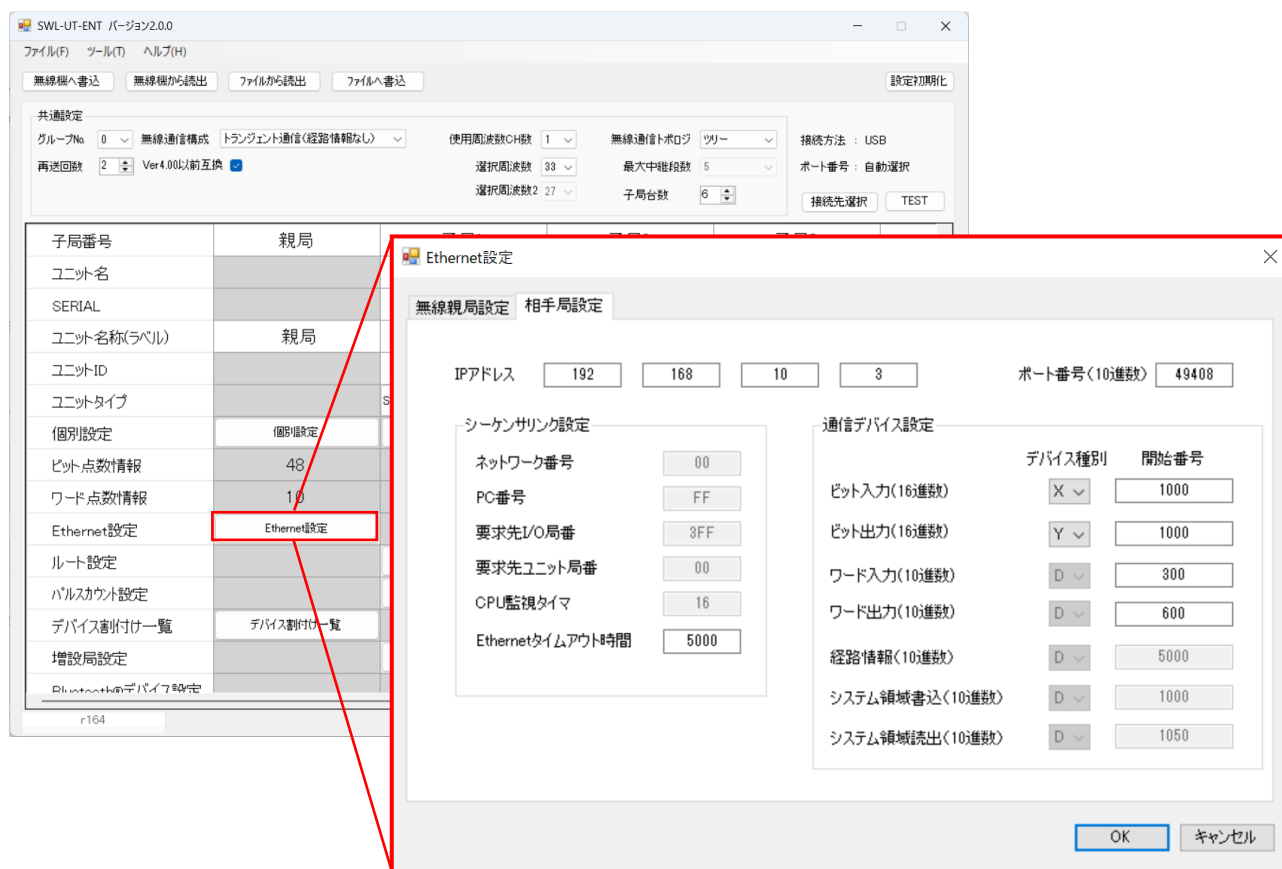 SWL-UT-ENT バージョン2.0.0
ファイル(F) ツール(T) ヘルプ(H)
無線機へ書込 無線機から読出 ファイルから読出 ファイルへ書込 設定初期化
共通設定
グループNo. 0 無線通信構成 トランジェント通信(経路情報なし) 使用周波数CH数 1 無線通信トポロジ ツリー 接続方法 : USB
再送回数 2 Ver4.00以前互換 選択周波数 33 最大中継段数 5 ポート番号 : 自動選択
選択周波数2 27 子局台数 6 接続先選択 TEST
子局番号 親局
ユニット名
SERIAL
ユニット名称(ラベル) 親局
ユニットID
ユニットタイプ S
個別設定 個別設定
ビット点数情報 48
ワード点数情報 10
Ethernet設定 Ethernet設定
ルート設定
パルスカウント設定
デバイス割付け一覧 デバイス割付け一覧
増設局設定
Bluetooth®デバイス設定
r164
Ethernet設定
無線親局設定 相手局設定
IPアドレス 192 168 10 3 ポート番号(10進数) 49408
シーケンサリンク設定
ネットワーク番号 00
PC番号 FF
要求先I/O局番 3FF
要求先ユニット局番 00
CPU監視タイマ 16
Ethernetタイムアウト時間 5000
通信デバイス設定
デバイス種別 開始番号
ビット入力(16進数) X 1000
ビット出力(16進数) Y 1000
ワード入力(10進数) D 300
ワード出力(10進数) D 600
経路情報(10進数) D 5000
システム領域書込(10進数) D 1000
システム領域読出(10進数) D 1050
OK キャンセル